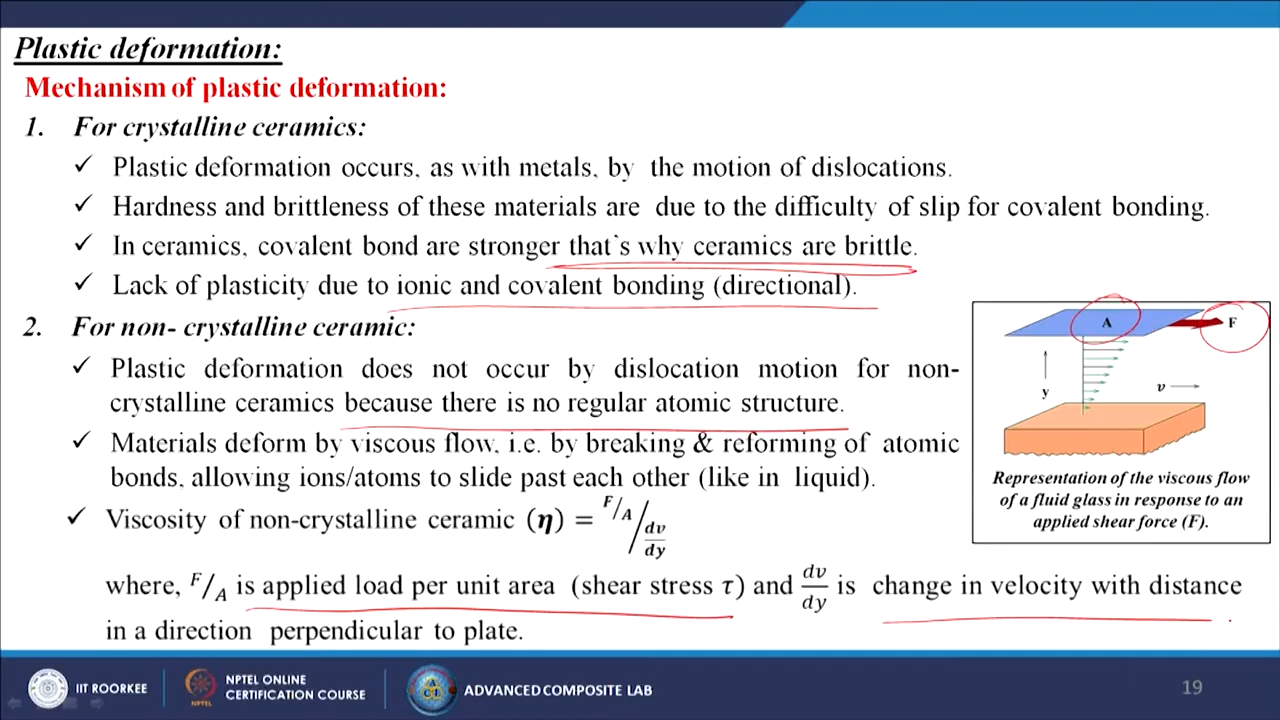 Plastic deformation:
Mechanism of plastic deformation:
1. For crystalline ceramics:
✓ Plastic deformation occurs, as with metals, by the motion of dislocations.
✓ Hardness and brittleness of these materials are due to the difficulty of slip for covalent bonding.
✓ In ceramics, covalent bond are stronger that's why ceramics are brittle.
✓ Lack of plasticity due to ionic and covalent bonding (directional).
2. For non- crystalline ceramic:
✓ Plastic deformation does not occur by dislocation motion for non-
crystalline ceramics because there is no regular atomic structure.
✓ Materials deform by viscous flow, i.e. by breaking & reforming of atomic
bonds, allowing ions/atoms to slide past each other (like in liquid).
✓ Viscosity of non-crystalline ceramic (η) = F/A / dv/dy
where, F/A is applied load per unit area (shear stress τ) and dv/dy is change in velocity with distance
in a direction perpendicular to plate.
A
F
y
v
Representation of the viscous flow
of a fluid glass in response to an
applied shear force (F).
IIT ROORKEE
NPTEL
NPTEL ONLINE
CERTIFICATION COURSE
ACL
ADVANCED COMPOSITE LAB
19